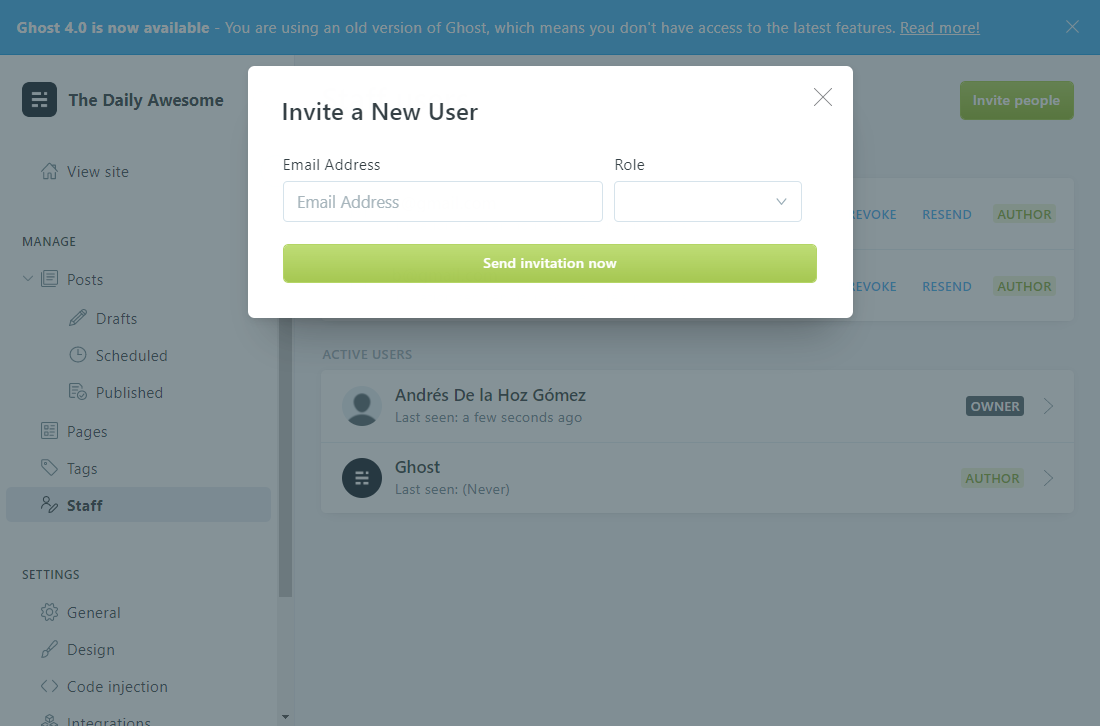 Ghost 4.0 is now available - You are using an old version of Ghost, which means you don't have access to the latest features. Read more!
The Daily Awesome
Invite people
View site
MANAGE
Posts
Drafts
Scheduled
Published
Pages
Tags
Staff
SETTINGS
General
Design
Code injection
Integrations
Invite a New User
Email Address
Role
Email Address
Send invitation now
RESEND
AUTHOR
RESEND
AUTHOR
ACTIVE USERS
Andrés De la Hoz Gómez
Last seen: a few seconds ago
OWNER
Ghost
Last seen: (Never)
AUTHOR